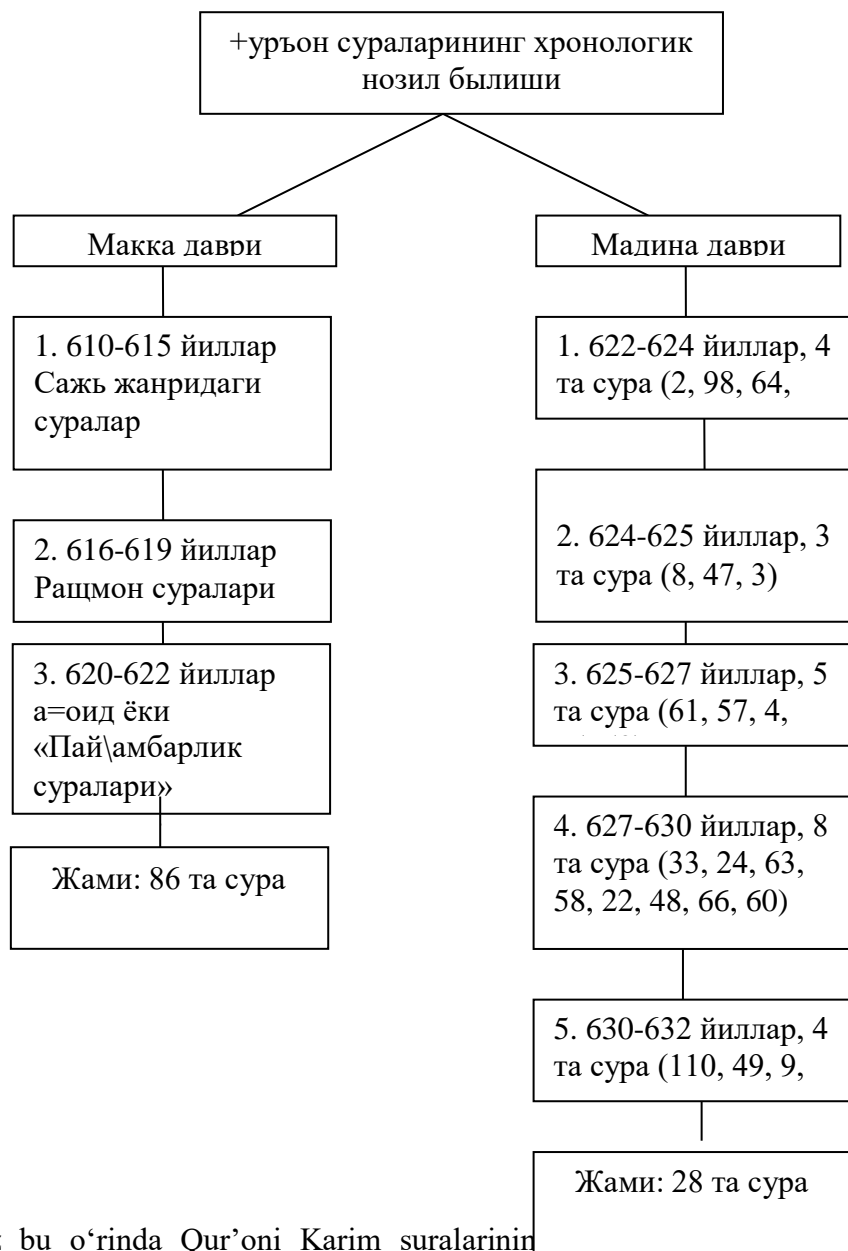 +уръон сураларининг хронологик
нозил былиши
Макка даври
1. 610-615 йиллар
Сажь жанридаги
суралар
2. 616-619 йиллар
Ращмон суралари
3. 620-622 йиллар
а=оид ёки
«Пай\амбарлик
суралари»
Жами: 86 та сура
Мадина даври
1. 622-624 йиллар, 4
та сура (2, 98, 64,
2. 624-625 йиллар, 3
та сура (8, 47, 3)
3. 625-627 йиллар, 5
та сура (61, 57, 4,
4. 627-630 йиллар, 8
та сура (33, 24, 63,
58, 22, 48, 66, 60)
5. 630-632 йиллар, 4
та сура (110, 49, 9,
Жами: 28 та сура
bu o‘rinda Qur’oni Karim